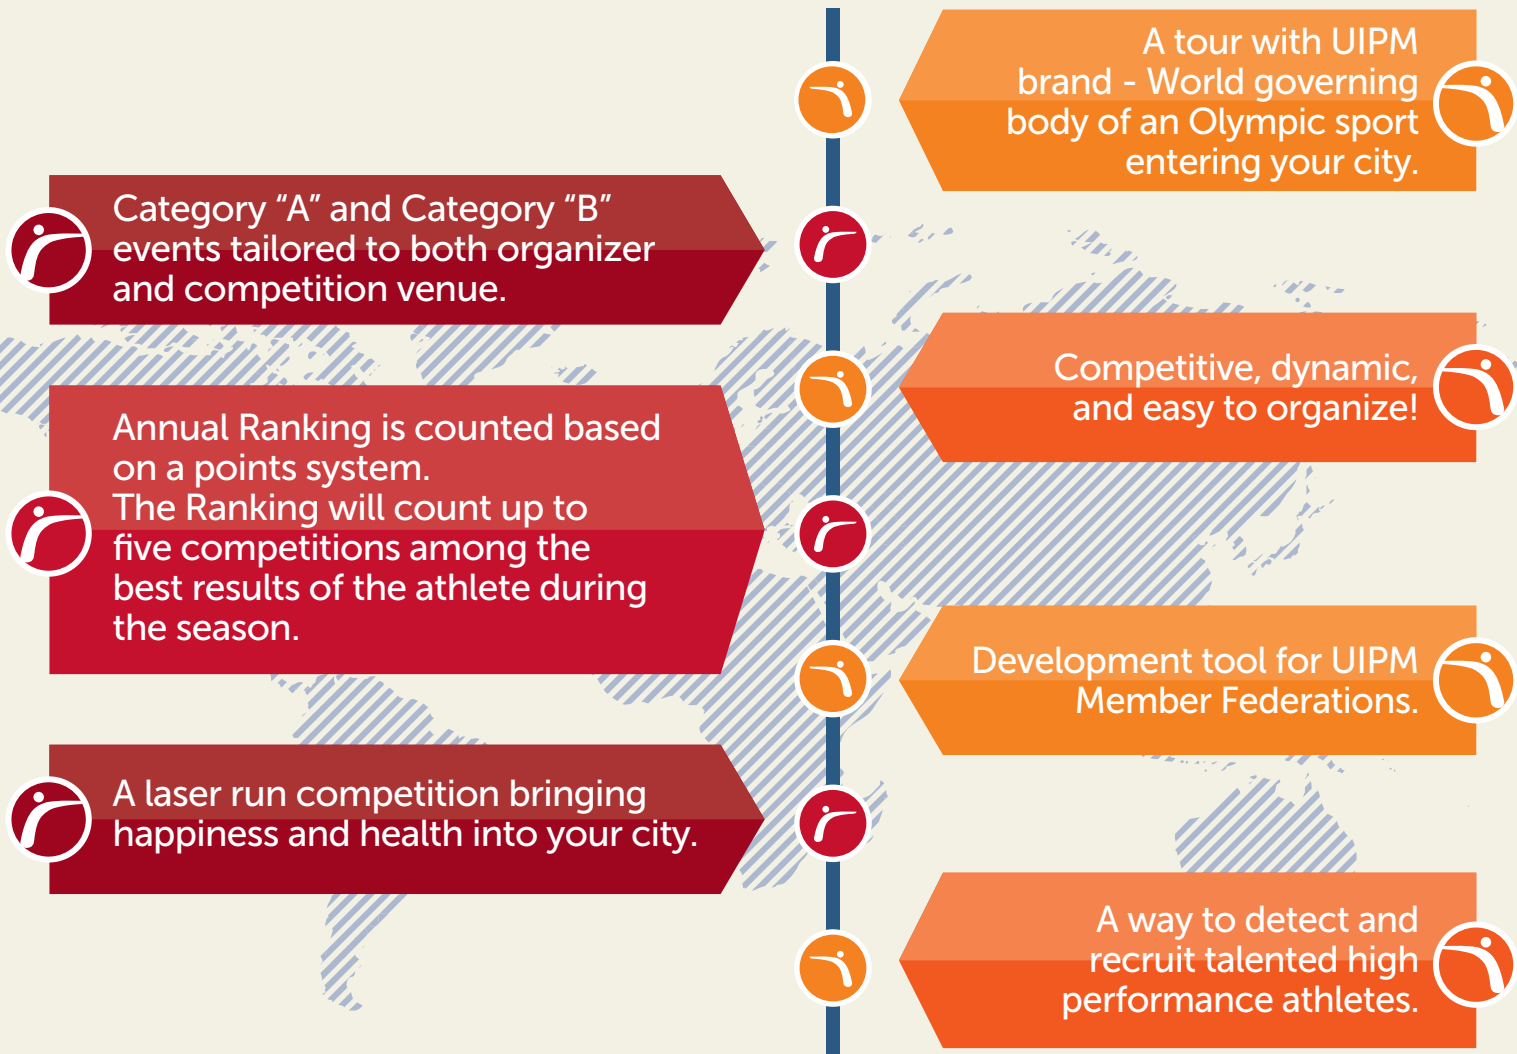 A tour with UIPM
brand - World governing
body of an Olympic sport
entering your city.
Category “A” and Category “B”
events tailored to both organizer
and competition venue.
Competitive, dynamic,
and easy to organize!
Annual Ranking is counted based
on a points system.
The Ranking will count up to
five competitions among the
best results of the athlete during
the season.
Development tool for UIPM
Member Federations.
A laser run competition bringing
happiness and health into your city.
A way to detect and
recruit talented high
performance athletes.